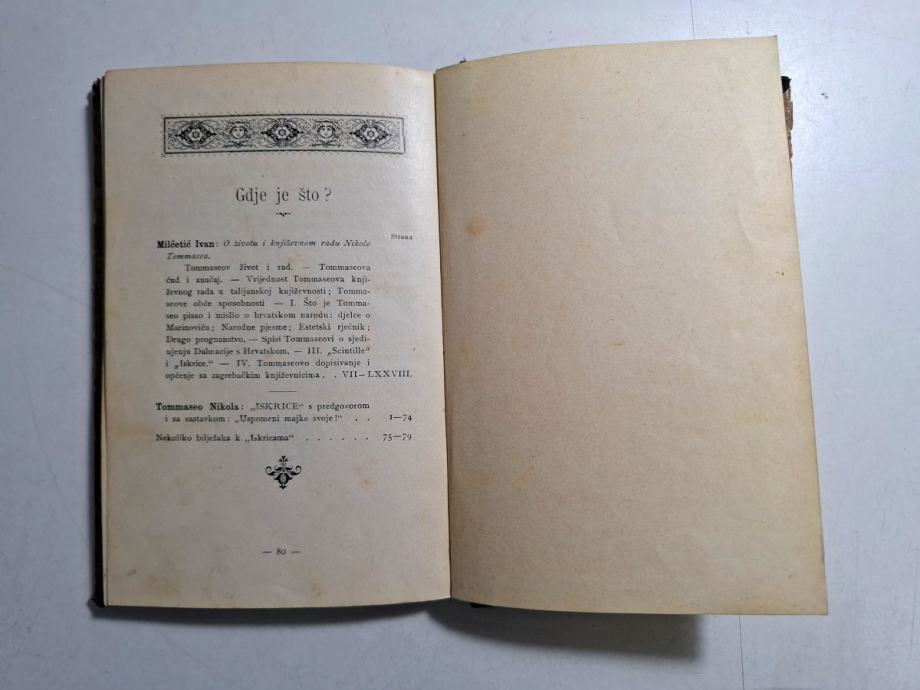 Gdje je što?
Strana
Milčetić Ivan: O životu i književnom radu Nikole
Tommasea.
Tommaseov život i rad. — Tommaseova
ćud i značaj. — Vrijednost Tommaseova knji-
ževnog rada u talijanskoj književnosti; Tomma-
seove obće sposobnosti — I. Što je Tomma-
seo pisao i mislio o hrvatskom narodu: djelce o
Marinoviću; Narodne pjesme; Estetski rječnik;
Drugo prognanstvo. — Spisi Tommaseovi o sjedi-
njenju Dalmacije s Hrvatskom. — III. „Scintille“
i „Iskrice.“ — IV. Tommaseovo dopisivanje i
općenje sa zagrebačkim književnicima . . VII—LXXVIII.
Tommaseo Nikola: „ISKRICE“ s predgovorom
i sa sastavkom: „Uspomeni majke svoje!“ . . 1—74
Nekoliko bilježaka k „Iskricama“ . . . . . . 75—79
— 80 —